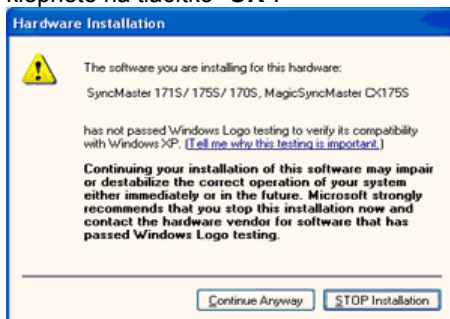 klepněte na tlačítko "OK".
Hardware Installation
The software you are installing for this hardware:
SyncMaster 171S/ 175S/ 170S, MagicSyncMaster CX175S
has not passed Windows Logo testing to verify its compatibility
with Windows XP. (Tell me why this testing is important.)
Continuing your installation of this software may impair
or destabilize the correct operation of your system
either immediately or in the future. Microsoft strongly
recommends that you stop this installation now and
contact the hardware vendor for software that has
passed Windows Logo testing.
Continue Anyway STOP Installation